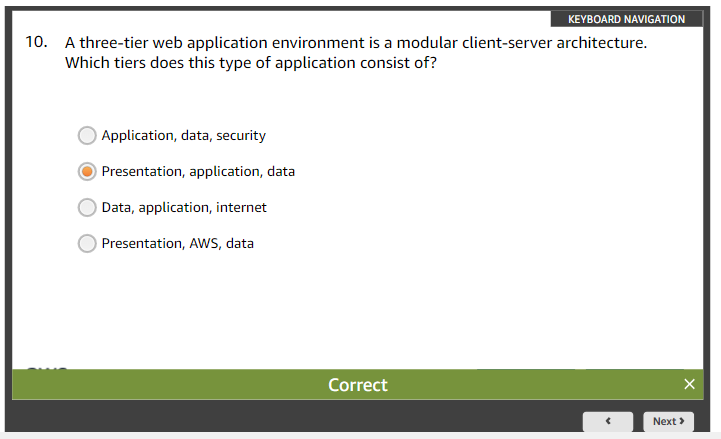 KEYBOARD NAVIGATION
10. A three-tier web application environment is a modular client-server architecture.
Which tiers does this type of application consist of?
Application, data, security
Presentation, application, data
Data, application, internet
Presentation, AWS, data
Correct
Next